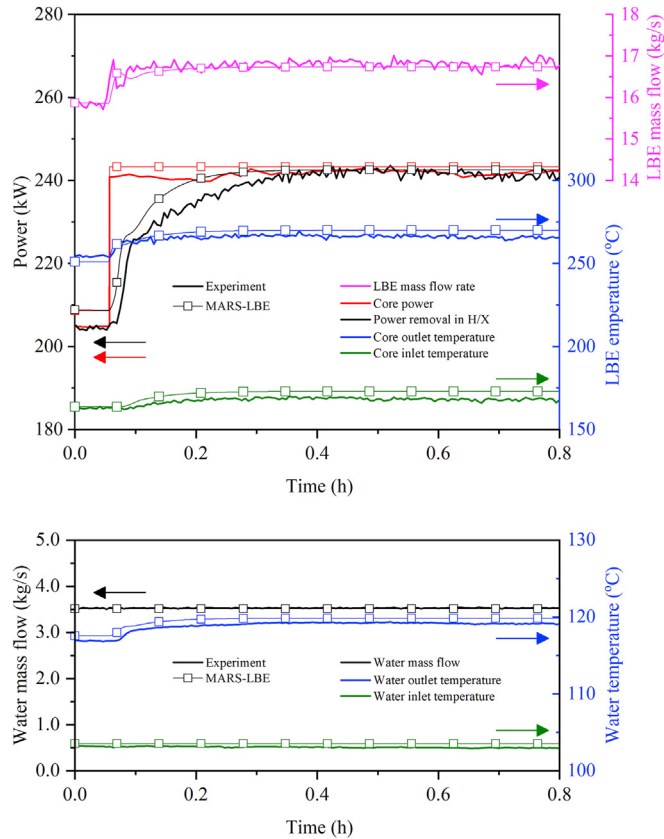 280
260
240
220
200
180
Power (kW)
18
17
16
15
14
LBE mass flow (kg/s)
300
250
200
150
LBE emperature (°C)
Experiment
MARS-LBE
LBE mass flow rate
Core power
Power removal in H/X
Core outlet temperature
Core inlet temperature
0.0 0.2 0.4 0.6 0.8
Time (h)
5.0
4.0
3.0
2.0
1.0
0.0
Water mass flow (kg/s)
130
120
115
105
100
Water temperature (°C)
Experiment
MARS-LBE
Water mass flow
Water outlet temperature
Water inlet temperature
0.0 0.2 0.4 0.6 0.8
Time (h)